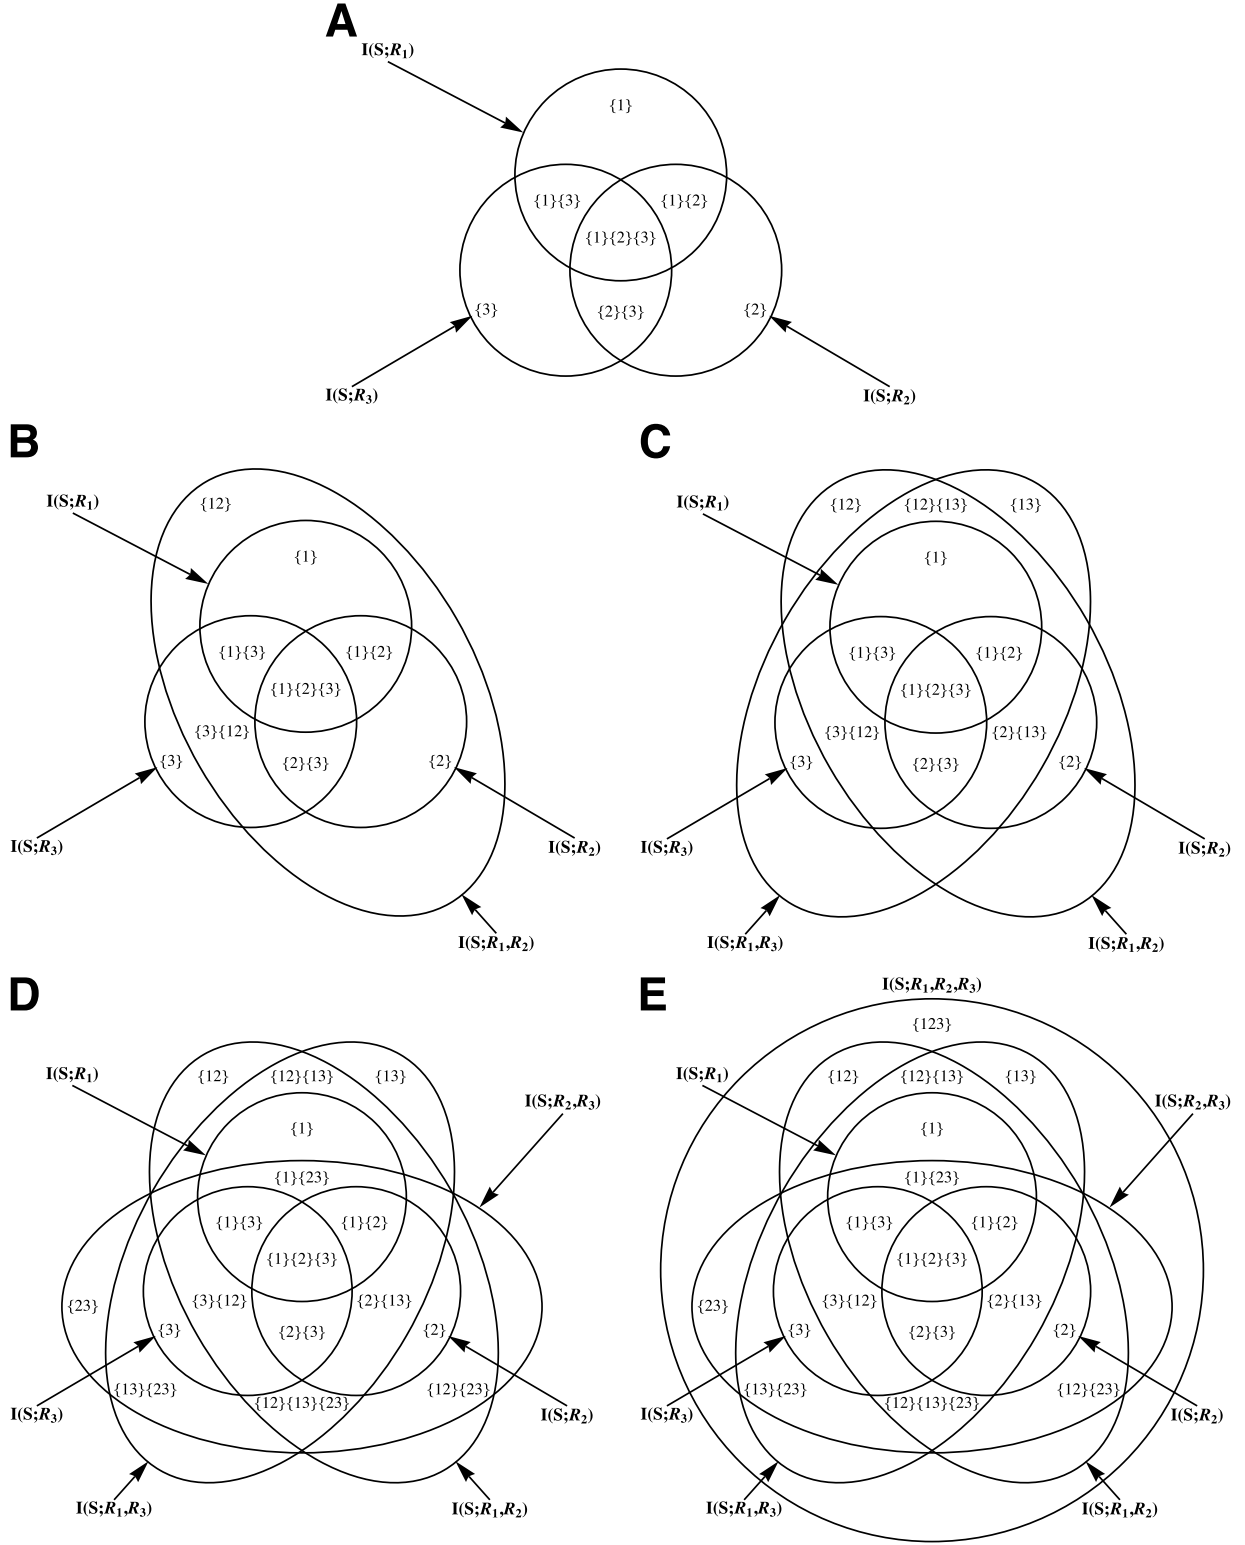 A
I(S;R1)
{1}
{1}{3} {1}{2}
{1}{2}{3}
{3} {2}{3} {2}
I(S;R3) I(S;R2)
B
{12}
I(S;R1)
{1}
{1}{3} {1}{2}
{1}{2}{3}
{3}{12}
{3} {2}{3} {2}
I(S;R3) I(S;R2)
I(S;R1,R2)
C
{12} {12}{13} {13}
I(S;R1)
{1}
{1}{3} {1}{2}
{1}{2}{3}
{3}{12} {2}{13}
{3} {2}{3} {2}
I(S;R3) I(S;R2)
I(S;R1,R3) I(S;R1,R2)
D
I(S;R1) {12} {12}{13} {13}
I(S;R2,R3)
{1}
{1}{23}
{1}{3} {1}{2}
{1}{2}{3}
{23} {3}{12} {2}{13}
{3} {2}{3} {2}
{13}{23} {12}{23}
{12}{13}{23}
I(S;R3) I(S;R2)
I(S;R1,R3) I(S;R1,R2)
E
I(S;R1,R2,R3)
{123}
I(S;R1) {12} {12}{13} {13}
I(S;R2,R3)
{1}
{1}{23}
{1}{3} {1}{2}
{1}{2}{3}
{23} {3}{12} {2}{13}
{3} {2}{3} {2}
{13}{23} {12}{23}
{12}{13}{23}
I(S;R3) I(S;R2)
I(S;R1,R3) I(S;R1,R2)